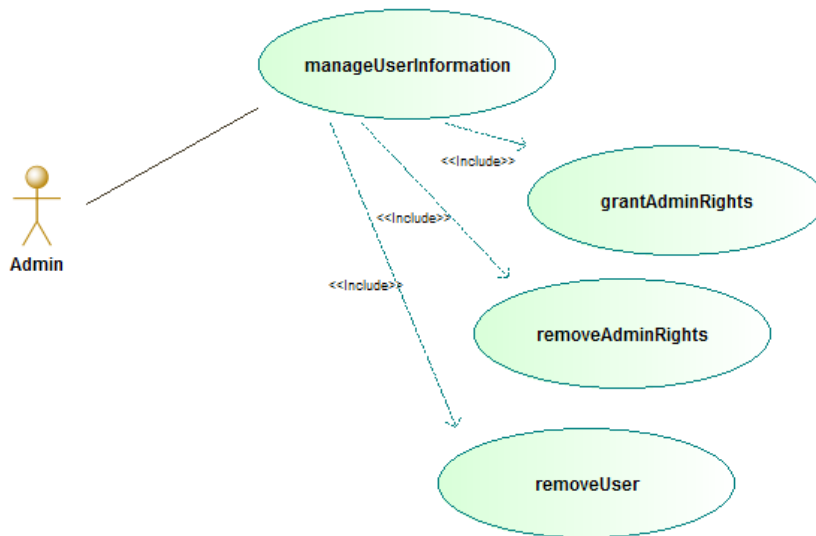 manageUserInformation
<<Include>>
grantAdminRights
<<Include>>
Admin
<<Include>>
removeAdminRights
removeUser